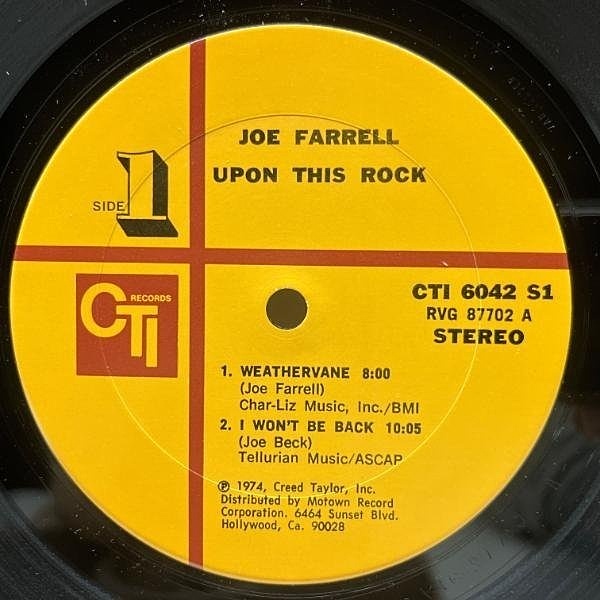 JOE FARRELL
UPON THIS ROCK
SIDE 1
CTI RECORDS
CTI 6042 S1
RVG 87702 A
STEREO
1. WEATHERVANE 8:00
(Joe Farrell)
Char-Liz Music, Inc./BMI
2. I WON'T BE BACK 10:05
(Joe Beck)
Tellurian Music/ASCAP
℗ 1974, Creed Taylor, Inc.
Distributed by Motown Record
Corporation. 6464 Sunset Blvd.
Hollywood, Ca. 90028